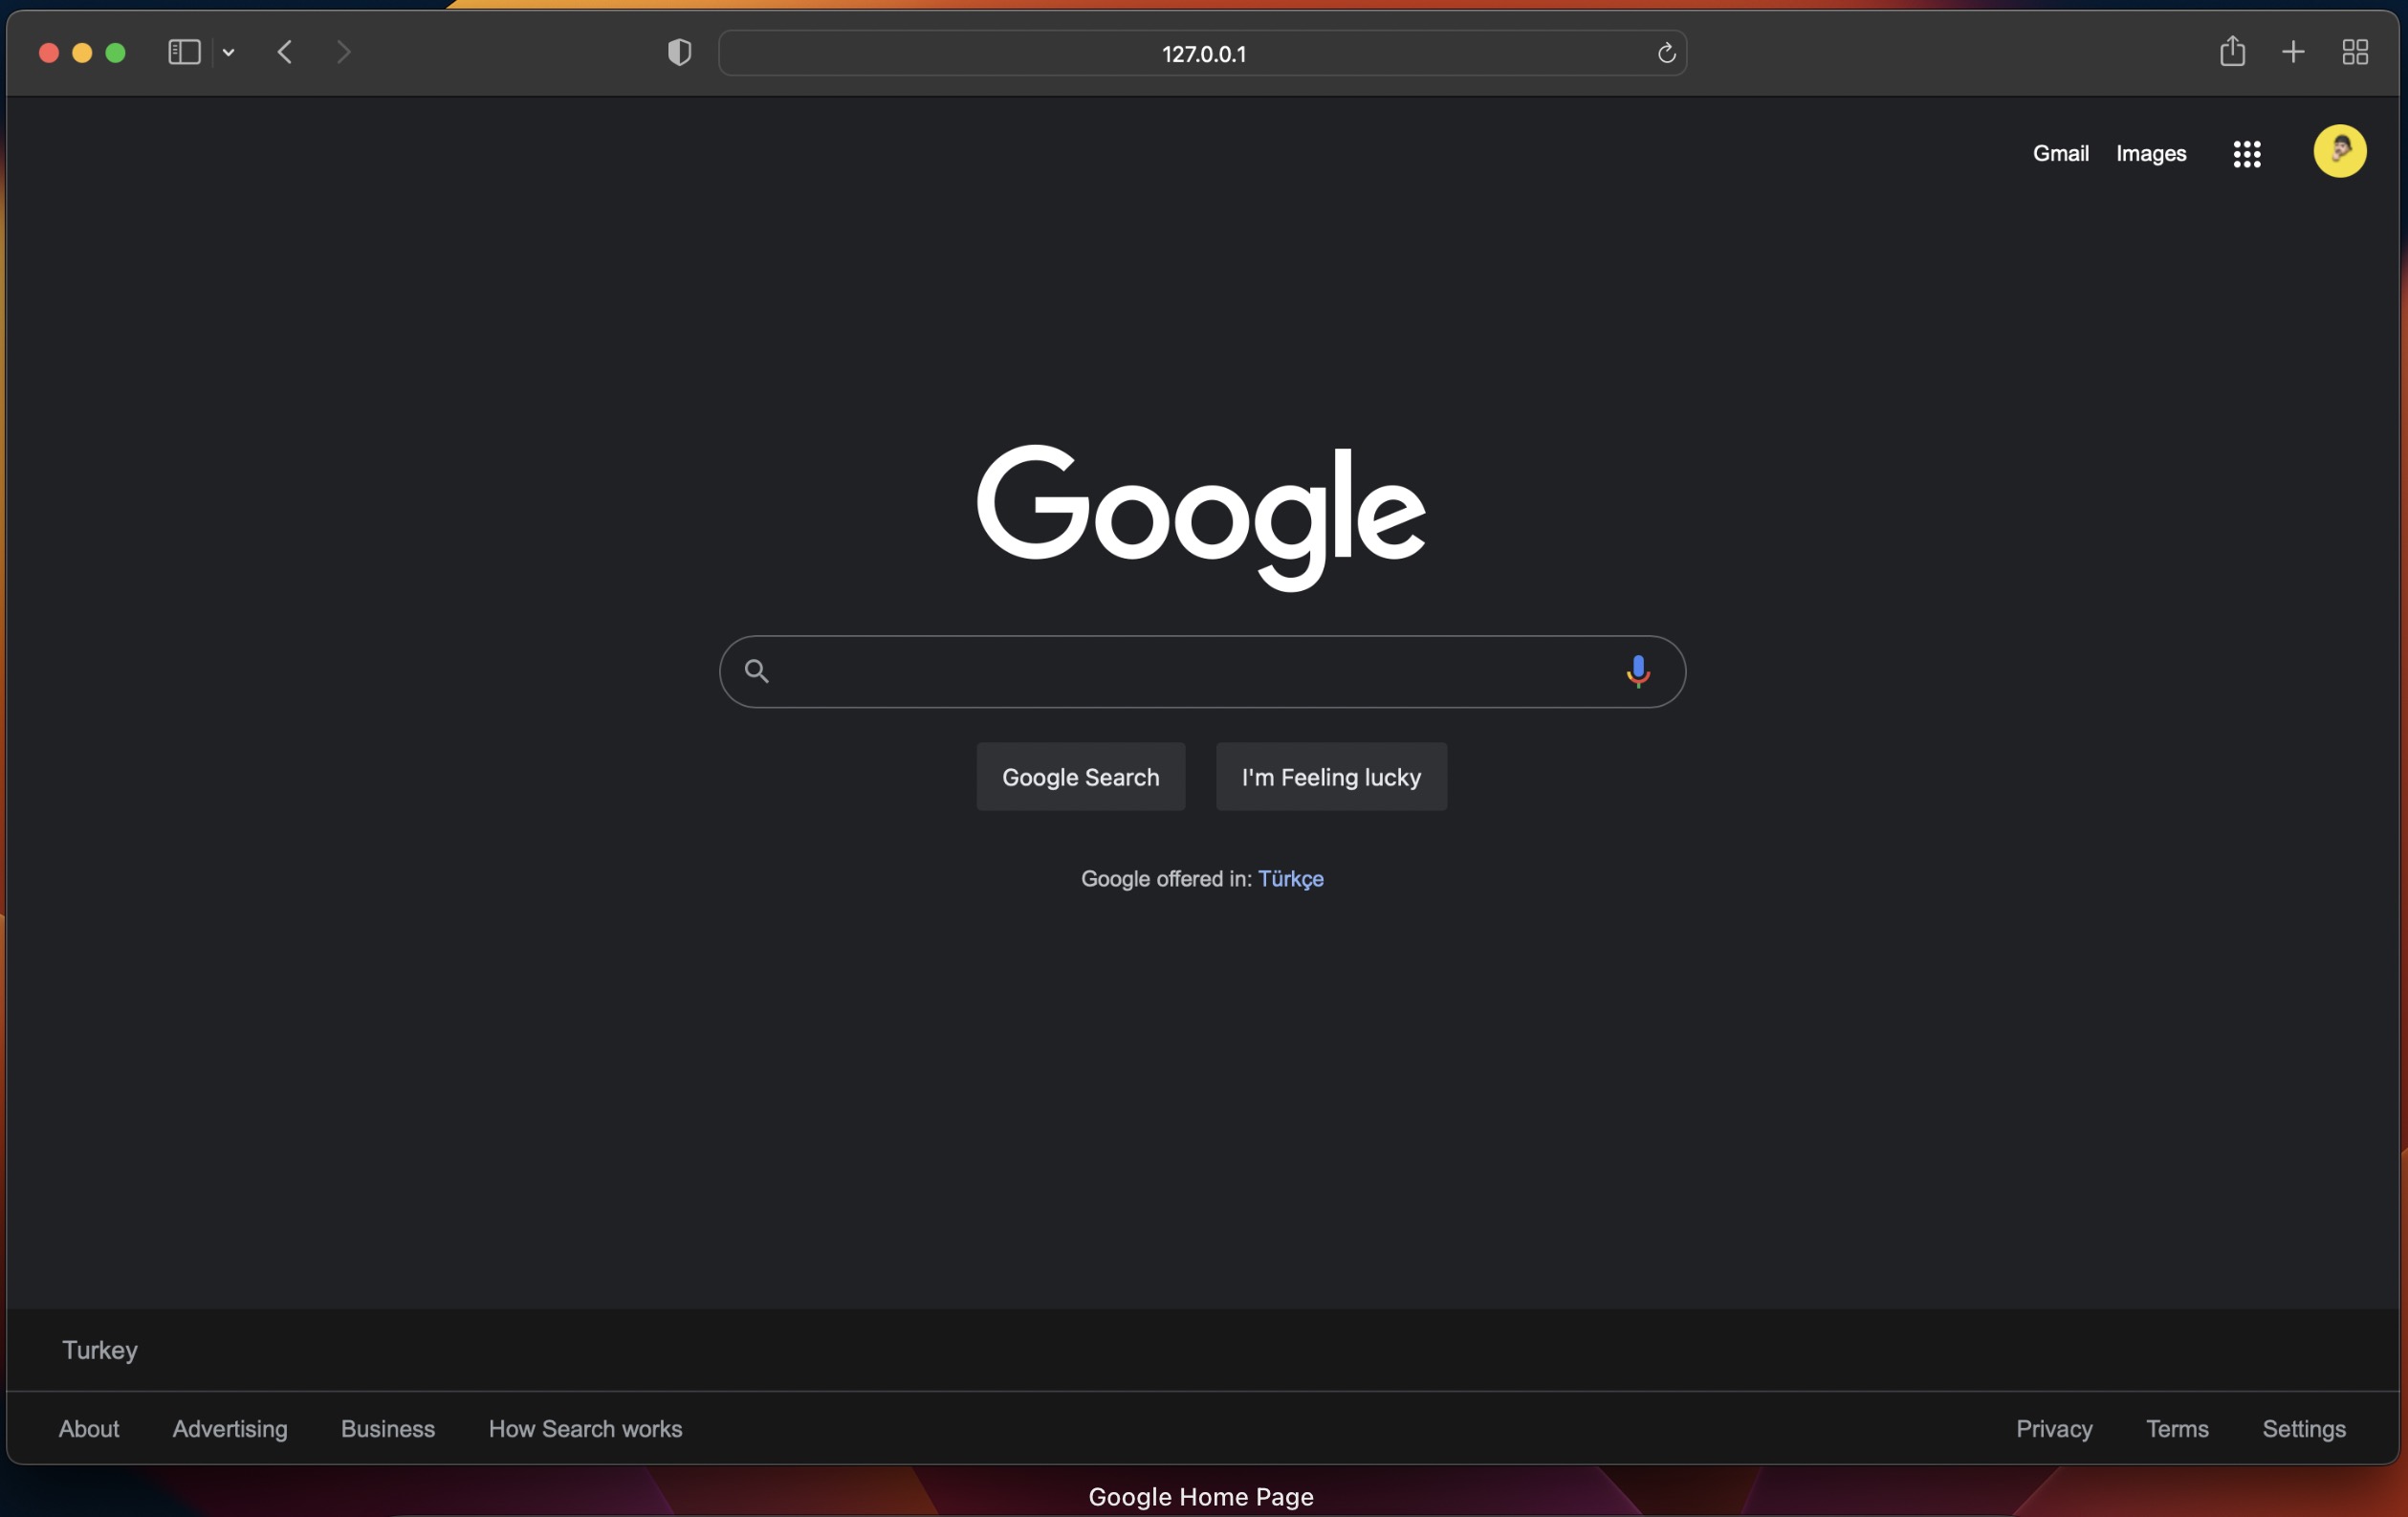 127.0.0.1
Gmail Images
Google
Google Search I'm Feeling lucky
Google offered in: Türkçe
Turkey
About Advertising Business How Search works Privacy Terms Settings
Google Home Page